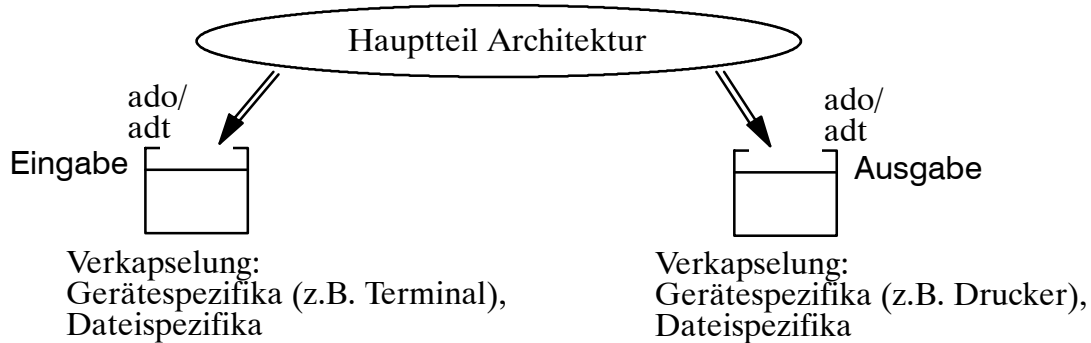 Hauptteil Architektur
ado/
adt
Eingabe
Verkapselung:
Gerätespezifika (z.B. Terminal),
Dateispezifika
ado/
adt
Ausgabe
Verkapselung:
Gerätespezifika (z.B. Drucker),
Dateispezifika